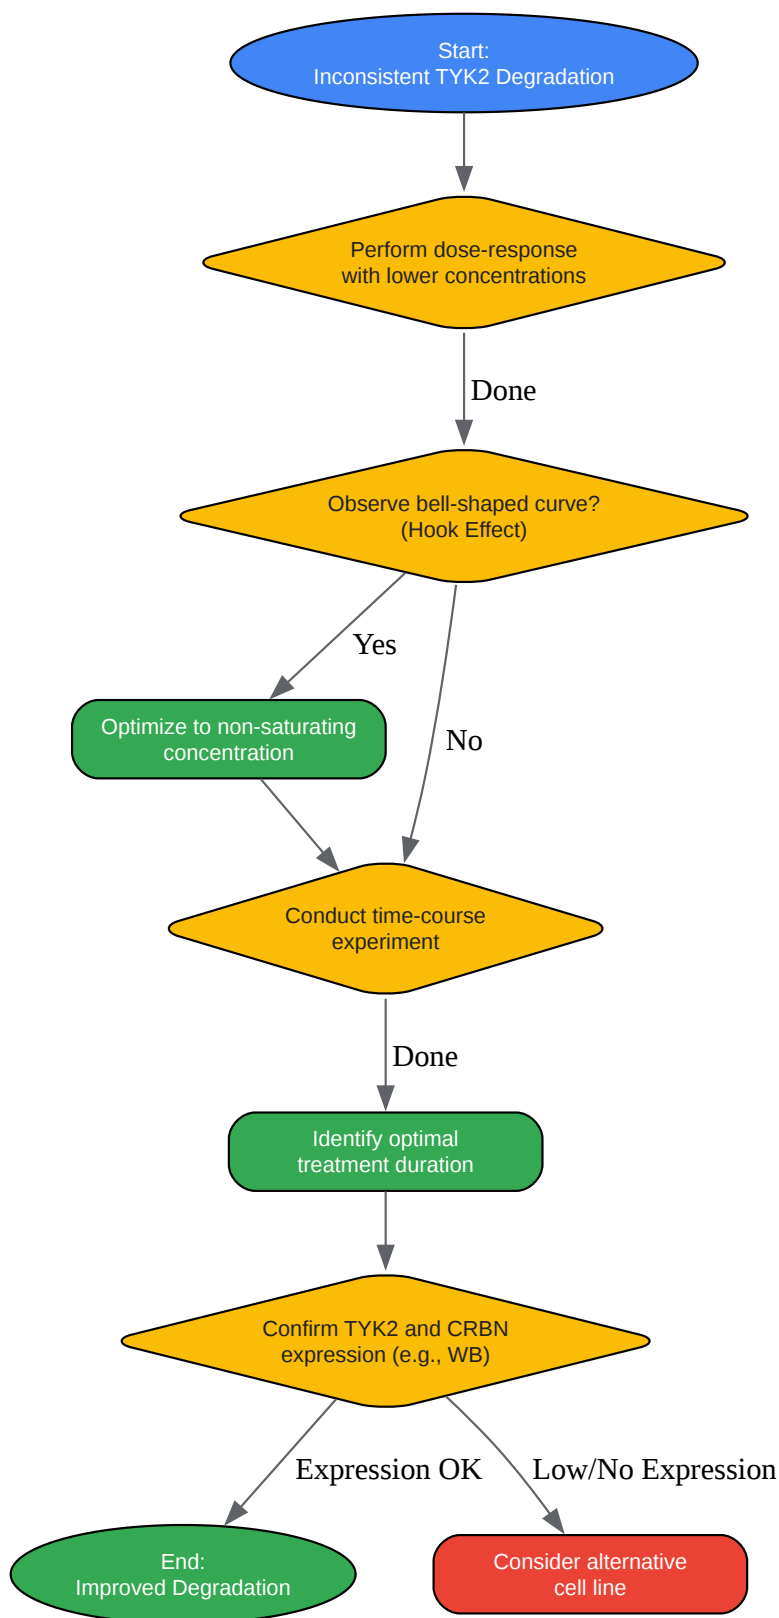 Start:
Inconsistent TYK2 Degradation
Perform dose-response
with lower concentrations
Done
Observe bell-shaped curve?
(Hook Effect)
Yes
Optimize to non-saturating
concentration
No
Conduct time-course
experiment
Done
Identify optimal
treatment duration
Confirm TYK2 and CRBN
expression (e.g., WB)
Expression OK
Low/No Expression
End:
Improved Degradation
Consider alternative
cell line